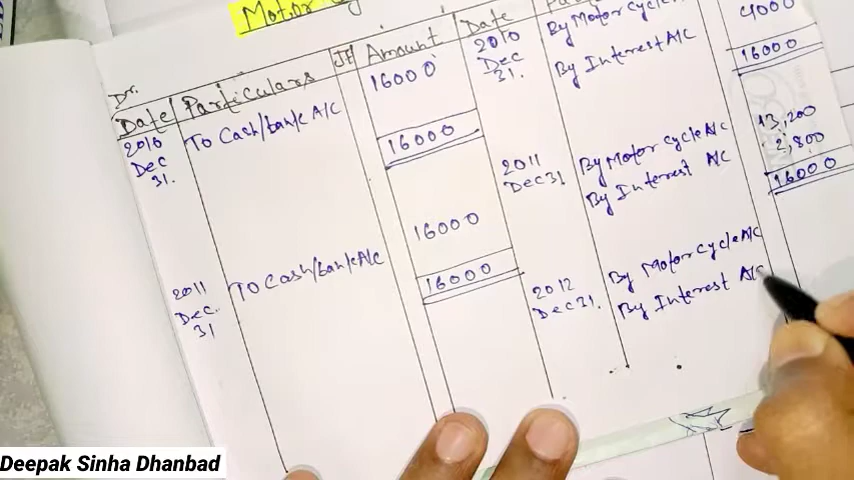 Motor
Dr.
Date Particulars JF Amount Date
2010 To Cash/bank A/C 16000 2010 By Motor Cycle
Dec Dec By Interest A/C 4000
31. 31.
16000 16000
2011 By Motor Cycle A/C 13,200
Dec 31 By Interest A/C 2,800
16000 16000
2011 To Cash/bank A/C
Dec.
31
16000 2012 By Motor Cycle A/C
Dec 31. By Interest A/C
Deepak Sinha Dhanbad